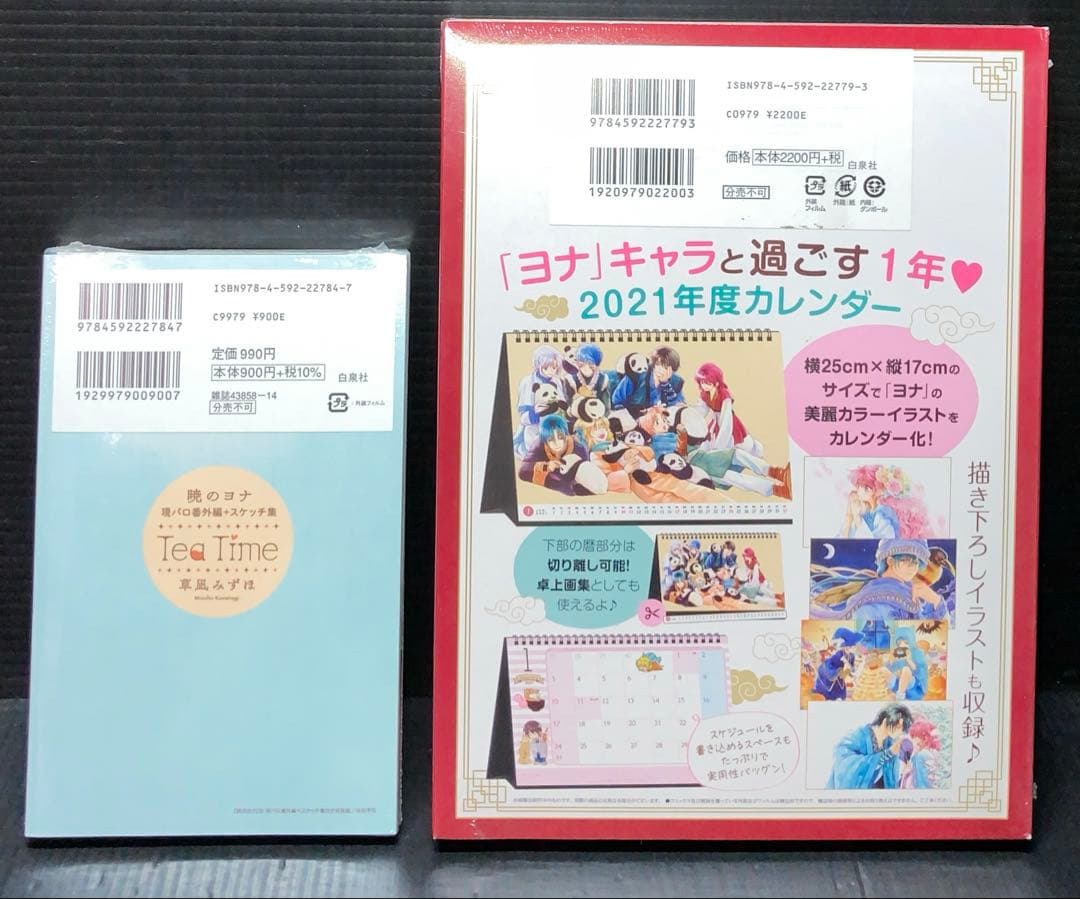 ISBN978-4-592-22784-7
9784592227847
C9979 ¥900E
定価 990円
本体900円+税10%
白泉社
1929979009007
雑誌43858-14
分売不可
プラ
:外装フィルム
暁のヨナ
現パロ番外編+スケッチ集
Tea Time
草凪みずほ
Mizuho Kusanagi
ISBN978-4-592-22779-3
9784592227793
C0979 ¥2200E
価格 本体2200円+税
白泉社
1920979022003
分売不可
プラ
紙
外装
フィルム
外箱:紙
内箱:
ダンボール
「ヨナ」キャラと過ごす1年♥
2021年度カレンダー
横25cm×縦17cmの
サイズで「ヨナ」の
美麗カラーイラストを
カレンダー化!
下部の暦部分は
切り離し可能!
卓上画集としても
使えるよ♪
描き下ろしイラストも収録♪
スケジュールを
書き込めるスペースも
たっぷりで
実用性バツグン!